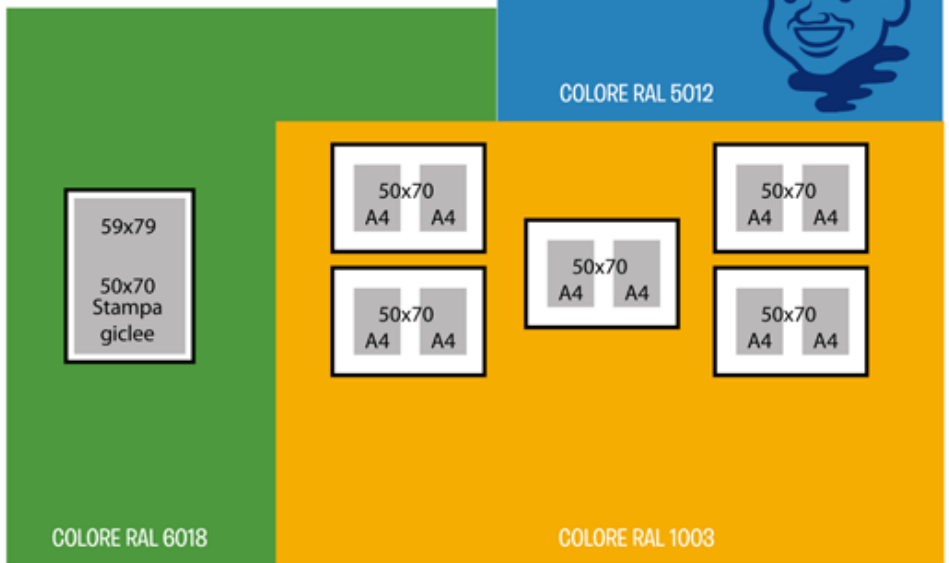 COLORE RAL 5012
59x79
50x70
Stampa
giclee
50x70
A4 A4
50x70
A4 A4
50x70
A4 A4
50x70
A4 A4
50x70
A4 A4
COLORE RAL 6018
COLORE RAL 1003